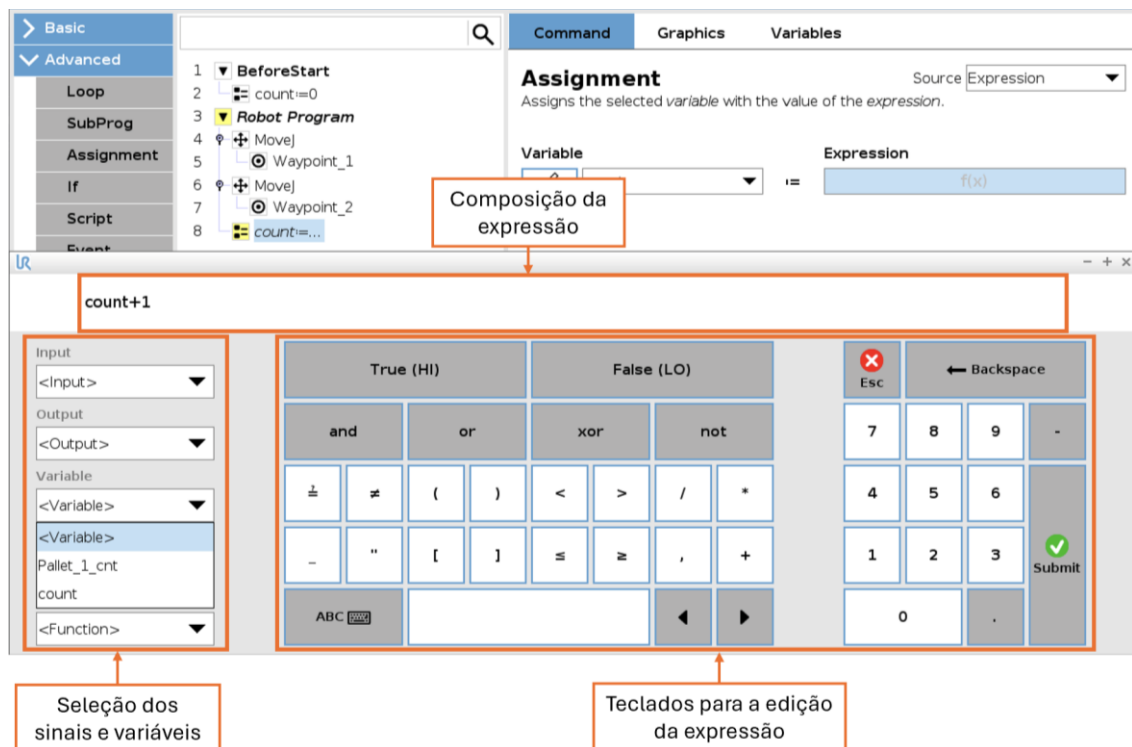 Basic
Advanced
Loop
SubProg
Assignment
If
Script
Event
1 BeforeStart
2 count:=0
3 Robot Program
4 MoveJ
5 Waypoint_1
6 MoveJ
7 Waypoint_2
8 count:=...
Command Graphics Variables
Assignment
Source Expression
Assigns the selected variable with the value of the expression.
Variable Expression
:= f(x)
Composição da
expressão
UR
count+1
Input
<Input>
Output
<Output>
Variable
<Variable>
<Variable>
Pallet_1_cnt
count
<Function>
True (HI) False (LO)
and or xor not
≟ ≠ ( ) < > / *
_ " [ ] ≤ ≥ , +
ABC
Esc Backspace
7 8 9 -
4 5 6
1 2 3 Submit
0 .
Seleção dos
sinais e variáveis
Teclados para a edição
da expressão